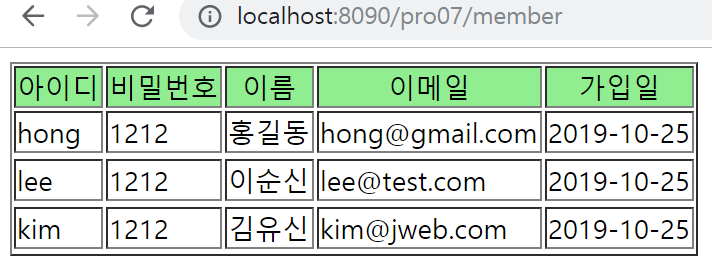 localhost:8090/pro07/member
아이디 비밀번호 이름 이메일 가입일
hong 1212 홍길동 hong@gmail.com 2019-10-25
lee 1212 이순신 lee@test.com 2019-10-25
kim 1212 김유신 kim@jweb.com 2019-10-25